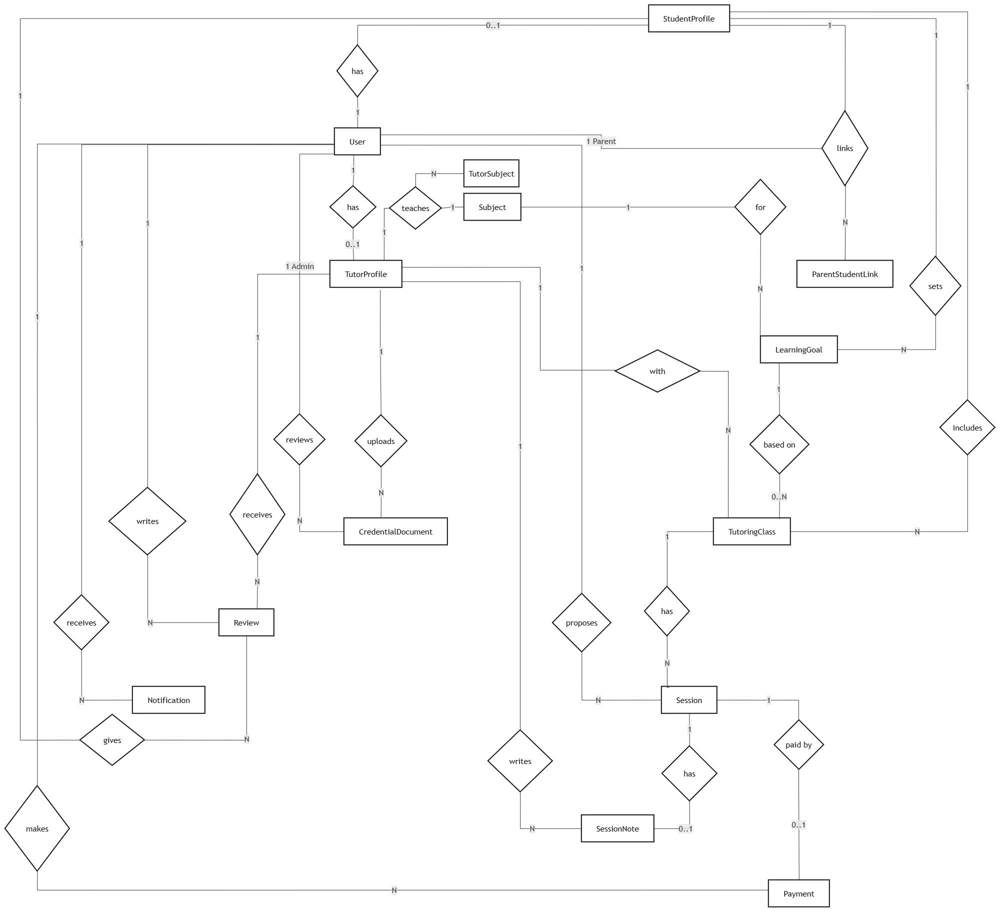 StudentProfile
0..1
1
1
has
1
1
1
User
1 Parent
links
TutorSubject
N
1
has
teaches
1
Subject
1
for
1
1
N
1
0..1
1 Admin
1
TutorProfile
ParentStudentLink
1
N
sets
1
1
1
LearningGoal
N
with
1
N
includes
reviews
uploads
based on
1
N
0..N
receives
writes
N
CredentialDocument
TutoringClass
N
1
N
has
receives
N
Review
proposes
N
Notification
N
N
Session
1
1
gives
N
paid by
writes
has
0..1
makes
N
SessionNote
0..1
N
Payment